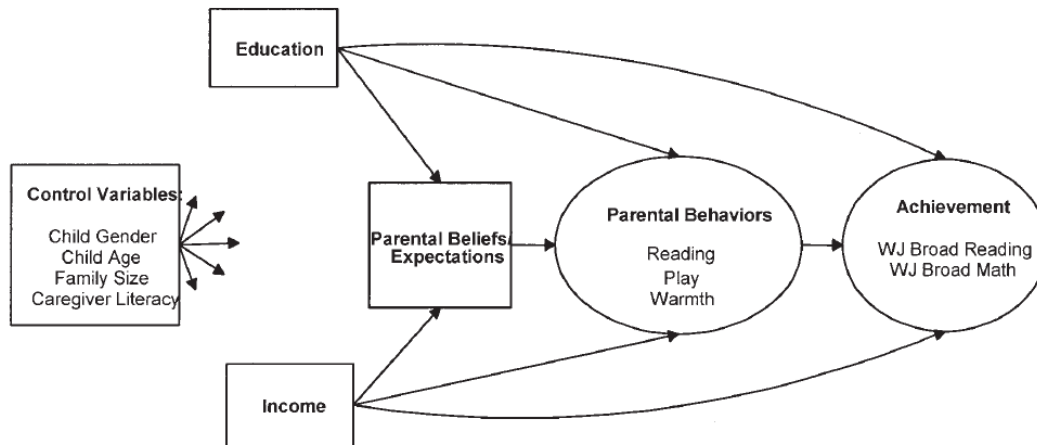 Education
Control Variables:
Child Gender
Child Age
Family Size
Caregiver Literacy
Parental Beliefs/
Expectations
Parental Behaviors
Reading
Play
Warmth
Achievement
WJ Broad Reading
WJ Broad Math
Income